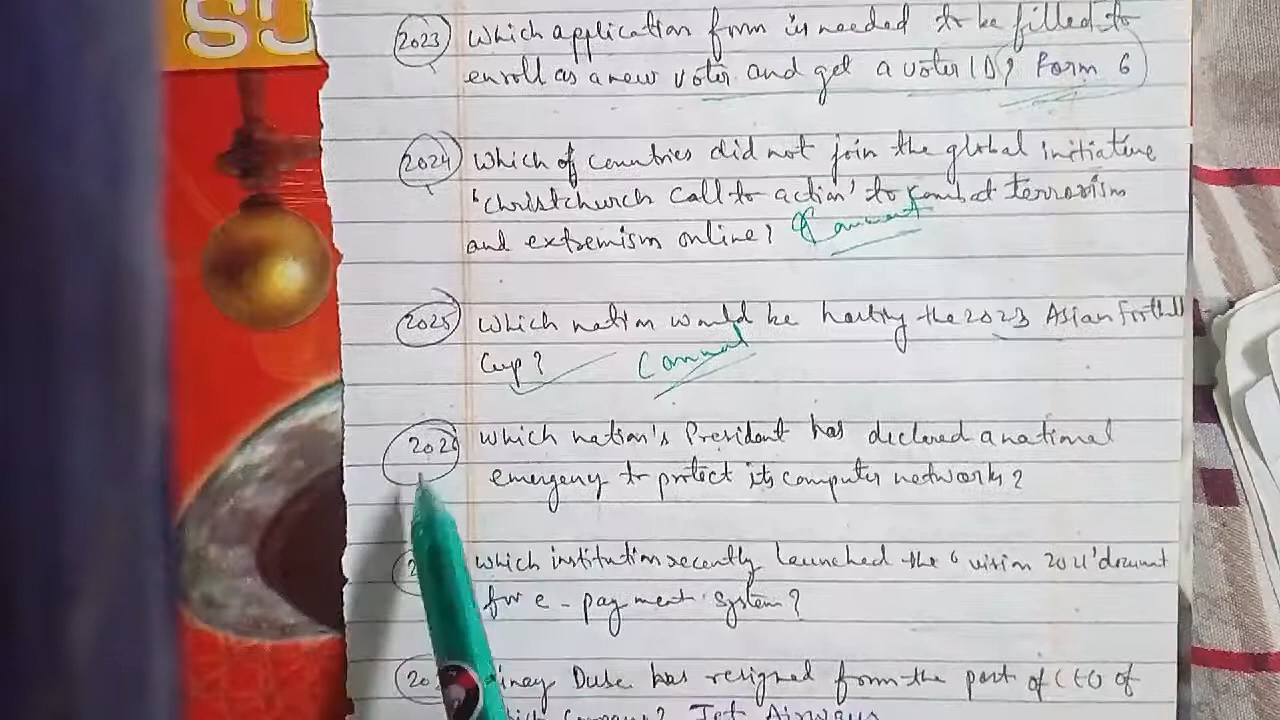 SU
2023 Which application form is needed to be filled to
enroll as a new voter and get a voter ID? Form 6
2024 Which of countries did not join the global initiative
'christchurch call to action' to combat terrorism
and extremism online? Comment
2025 Which nation would be hosting the 2023 Asian Football
Cup?
2026 Which nation's President has declared a national
emergency to protect its computer networks?
which institution recently launched the 'vision 2021' document
for e-payment system?
Dube has resigned form the post of CEO of
Company? Jet Airways